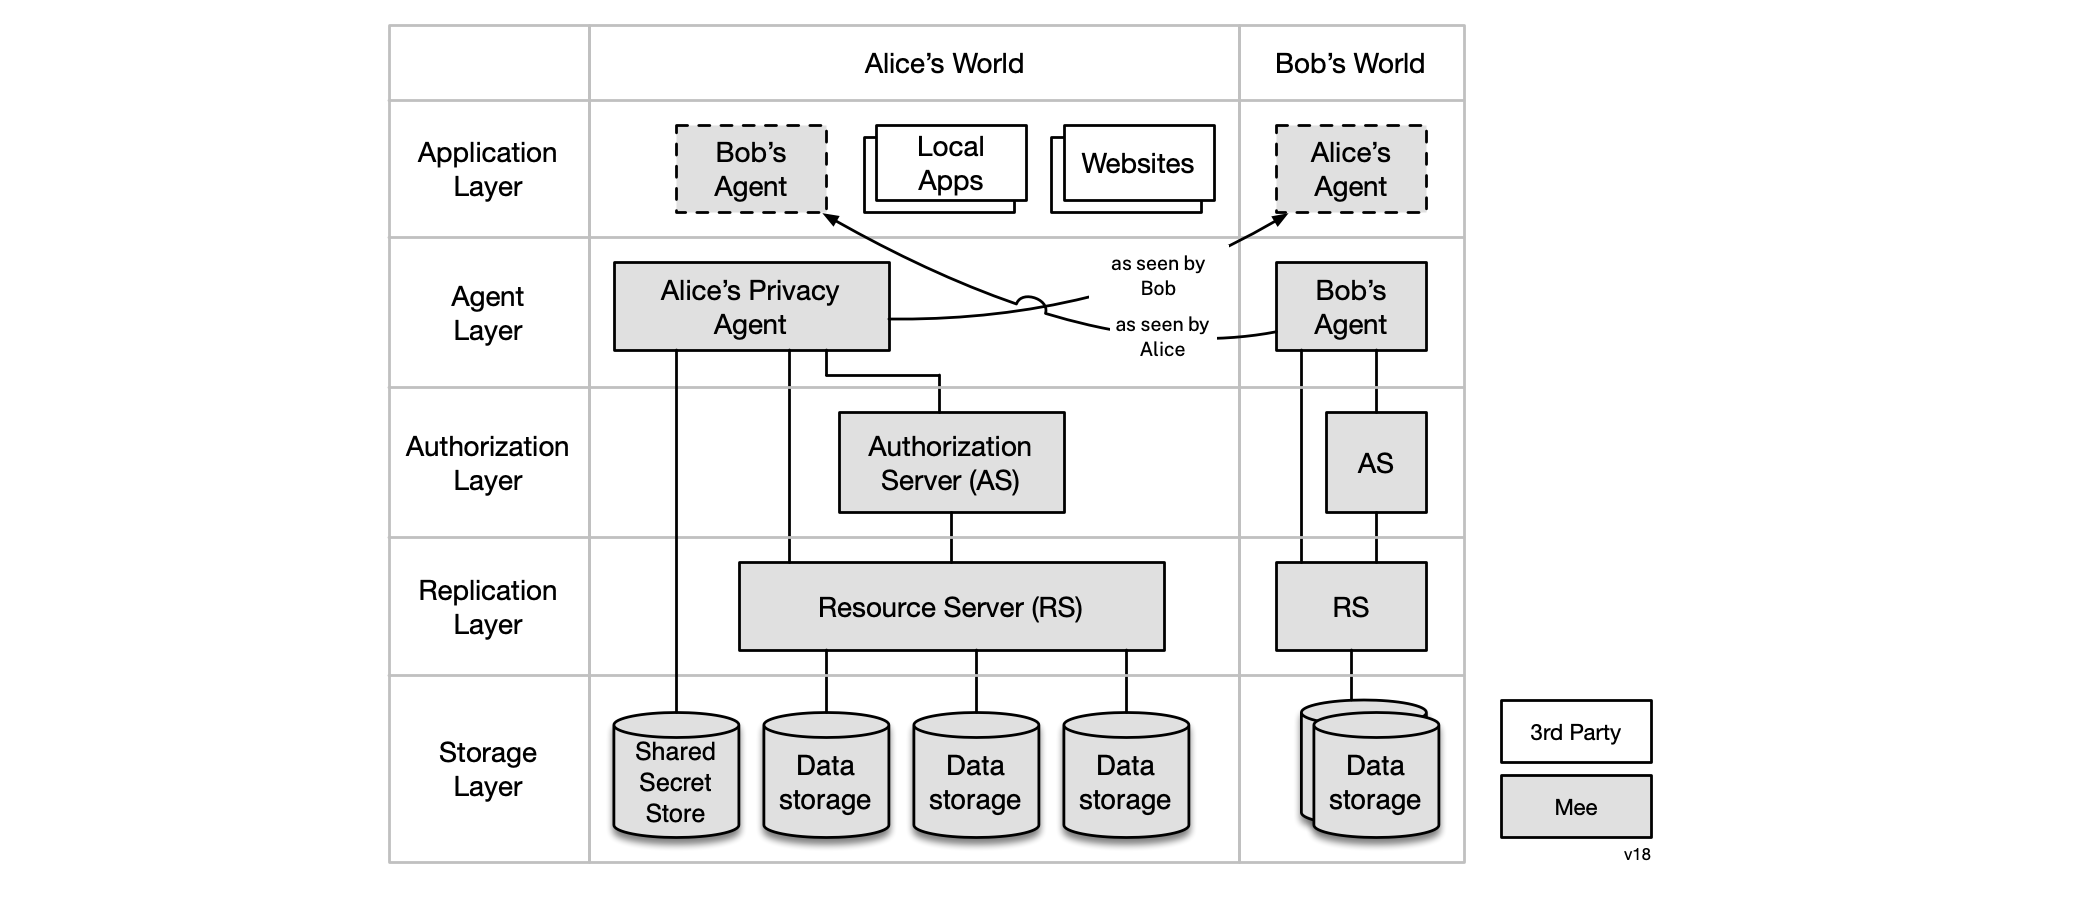 Alice’s World
Bob’s World
Application
Layer
Bob’s
Agent
Local
Apps
Websites
Alice’s
Agent
Agent
Layer
Alice’s Privacy
Agent
as seen by
Bob
as seen by
Alice
Bob’s
Agent
Authorization
Layer
Authorization
Server (AS)
AS
Replication
Layer
Resource Server (RS)
RS
Storage
Layer
Shared
Secret
Store
Data
storage
Data
storage
Data
storage
Data
storage
3rd Party
Mee
v18